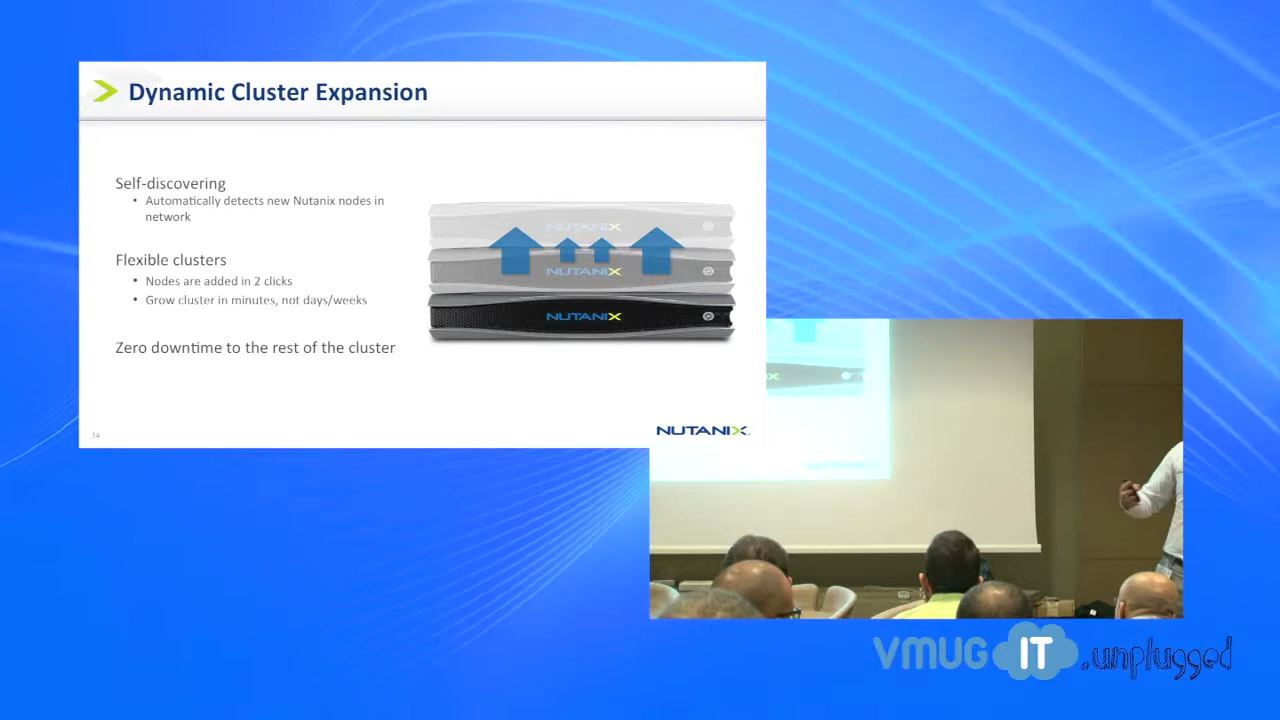 Dynamic Cluster Expansion
Self-discovering
• Automatically detects new Nutanix nodes in
network
Flexible clusters
• Nodes are added in 2 clicks
• Grow cluster in minutes, not days/weeks
Zero downtime to the rest of the cluster
NUTANIX
NUTANIX
NUTANIX
14
NUTANIX
X
VMUG IT .unplugged